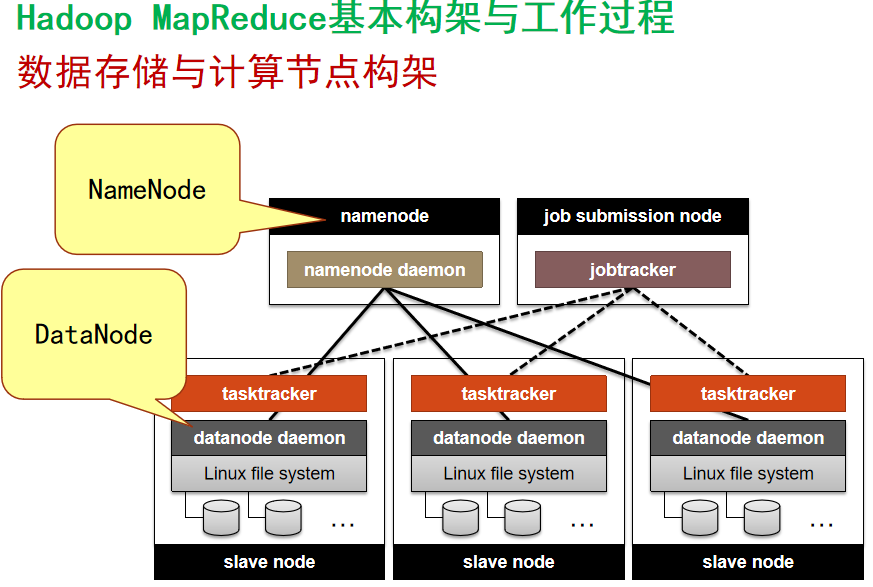 Hadoop MapReduce基本构架与工作过程
数据存储与计算节点构架
NameNode
namenode
job submission node
namenode daemon
jobtracker
DataNode
tasktracker
tasktracker
tasktracker
datanode daemon
datanode daemon
datanode daemon
Linux file system
Linux file system
Linux file system
...
...
...
slave node
slave node
slave node